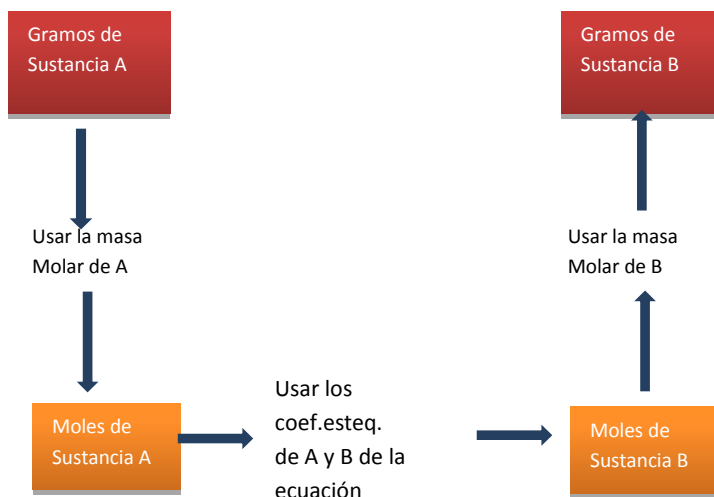 Gramos de
Sustancia A
Gramos de
Sustancia B
Usar la masa
Molar de A
Usar la masa
Molar de B
Moles de
Sustancia A
Usar los
coef.esteq.
de A y B de la
ecuación
Moles de
Sustancia B